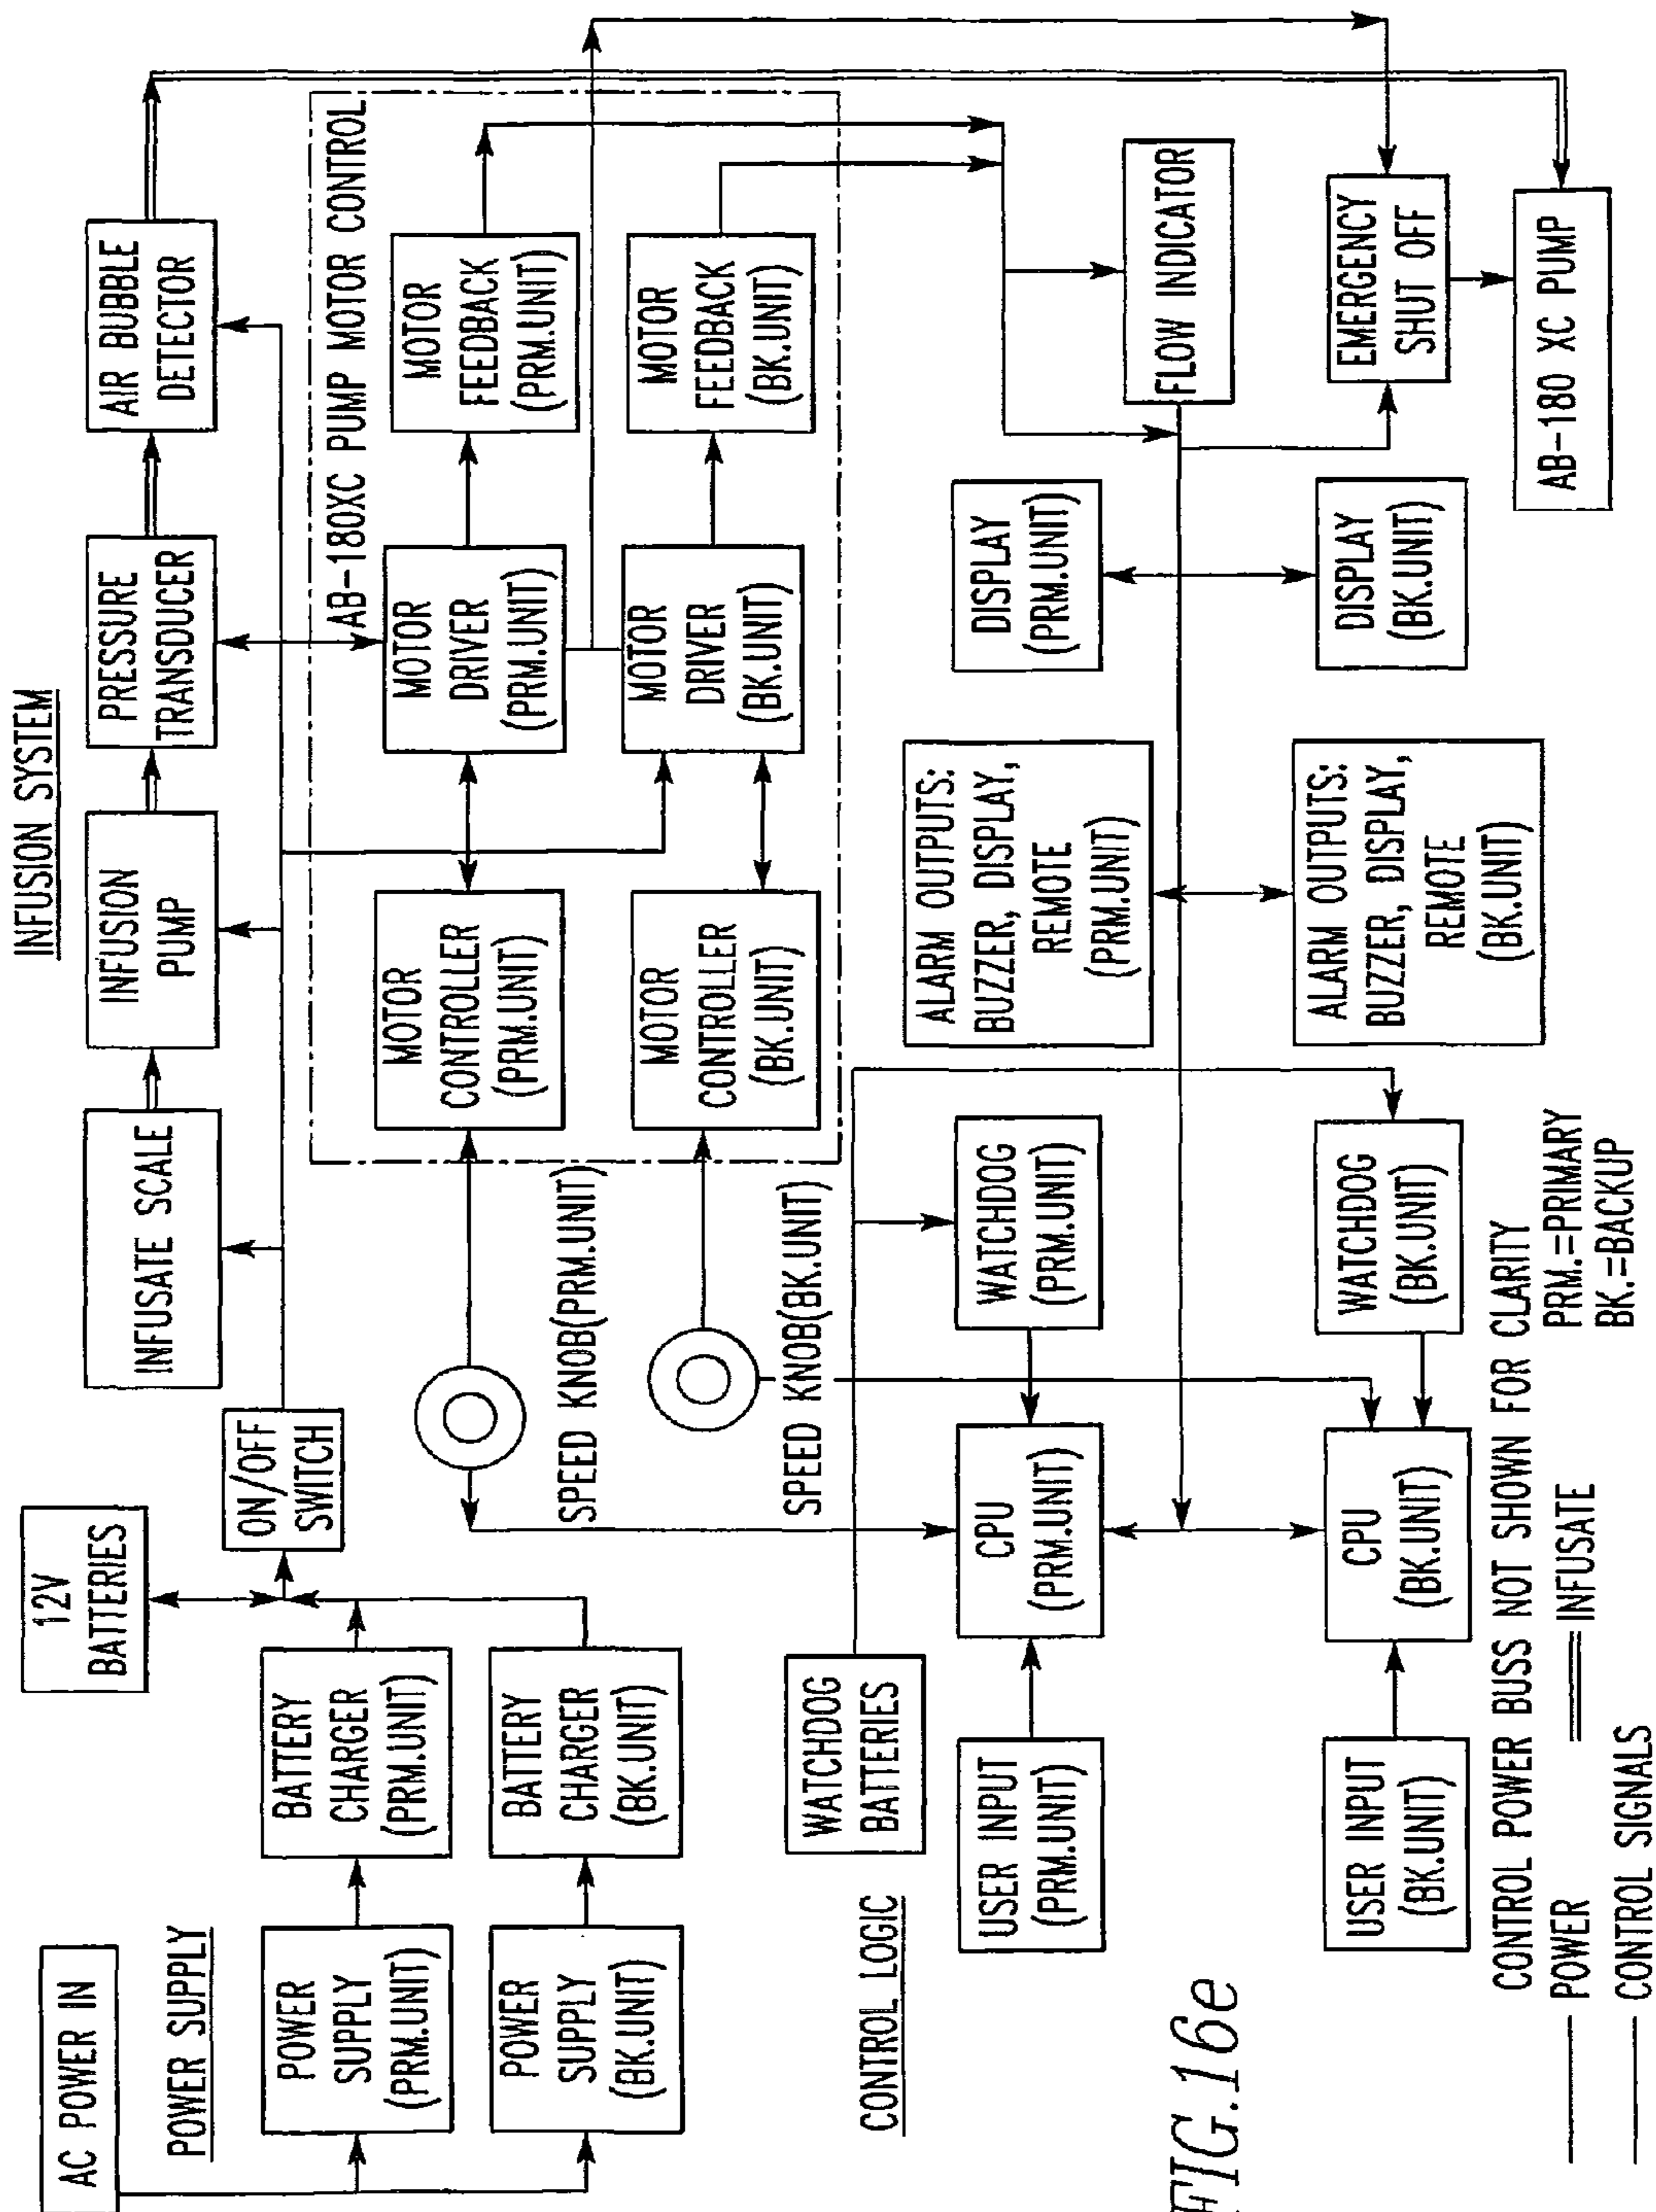 AC POWER IN
POWER SUPPLY
POWER
SUPPLY
(PRM.UNIT)
POWER
SUPPLY
(BK.UNIT)
12V
BATTERIES
BATTERY
CHARGER
(PRM.UNIT)
BATTERY
CHARGER
(BK.UNIT)
ON/OFF
SWITCH
INFUSION SYSTEM
INFUSATE SCALE
INFUSION
PUMP
PRESSURE
TRANSDUCER
AIR BUBBLE
DETECTOR
AB-180XC PUMP MOTOR CONTROL
SPEED KNOB(PRM.UNIT)
MOTOR
CONTROLLER
(PRM.UNIT)
MOTOR
DRIVER
(PRM.UNIT)
MOTOR
FEEDBACK
(PRM.UNIT)
SPEED KNOB(BK.UNIT)
MOTOR
CONTROLLER
(BK.UNIT)
MOTOR
DRIVER
(BK.UNIT)
MOTOR
FEEDBACK
(BK.UNIT)
CONTROL LOGIC
WATCHDOG
BATTERIES
USER INPUT
(PRM.UNIT)
CPU
(PRM.UNIT)
WATCHDOG
(PRM.UNIT)
ALARM OUTPUTS:
BUZZER, DISPLAY,
REMOTE
(PRM.UNIT)
DISPLAY
(PRM.UNIT)
FLOW INDICATOR
USER INPUT
(BK.UNIT)
CPU
(BK.UNIT)
WATCHDOG
(BK.UNIT)
ALARM OUTPUTS:
BUZZER, DISPLAY,
REMOTE
(BK.UNIT)
DISPLAY
(BK.UNIT)
EMERGENCY
SHUT OFF
AB-180 XC PUMP
CONTROL POWER BUSS NOT SHOWN FOR CLARITY
POWER
INFUSATE
PRM.=PRIMARY
CONTROL SIGNALS
BK.=BACKUP
FIG.16e